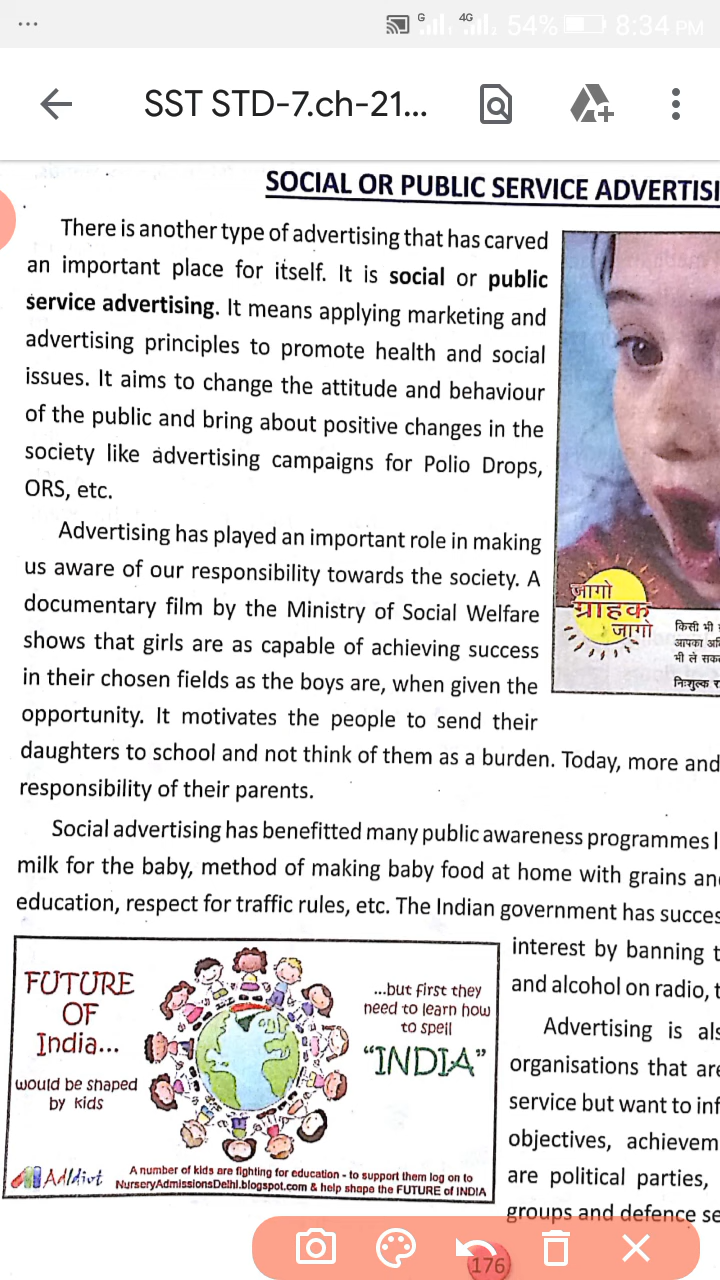 G 4G 54% 8:34 PM
SST STD-7.ch-21...
SOCIAL OR PUBLIC SERVICE ADVERTISI
There is another type of advertising that has carved
an important place for itself. It is social or public
service advertising. It means applying marketing and
advertising principles to promote health and social
issues. It aims to change the attitude and behaviour
of the public and bring about positive changes in the
society like advertising campaigns for Polio Drops,
ORS, etc.
Advertising has played an important role in making
us aware of our responsibility towards the society. A
documentary film by the Ministry of Social Welfare
shows that girls are as capable of achieving success
in their chosen fields as the boys are, when given the
opportunity. It motivates the people to send their
daughters to school and not think of them as a burden. Today, more and
responsibility of their parents.
जागो
ग्राहक
जागो
किसी भी
आपका
भी ले
निःशुल्क
Social advertising has benefitted many public awareness programmes l
milk for the baby, method of making baby food at home with grains an
education, respect for traffic rules, etc. The Indian government has succes
interest by banning t
and alcohol on radio, t
Advertising is als
organisations that are
service but want to inf
objectives, achievem
are political parties,
groups and defence se
FUTURE
OF
India...
would be shaped
by kids
...but first they
need to learn how
to spell
"INDIA"
AdIdiot
A number of kids are fighting for education - to support them log on to
NurseryAdmissionsDelhi.blogspot.com & help shape the FUTURE of INDIA
176